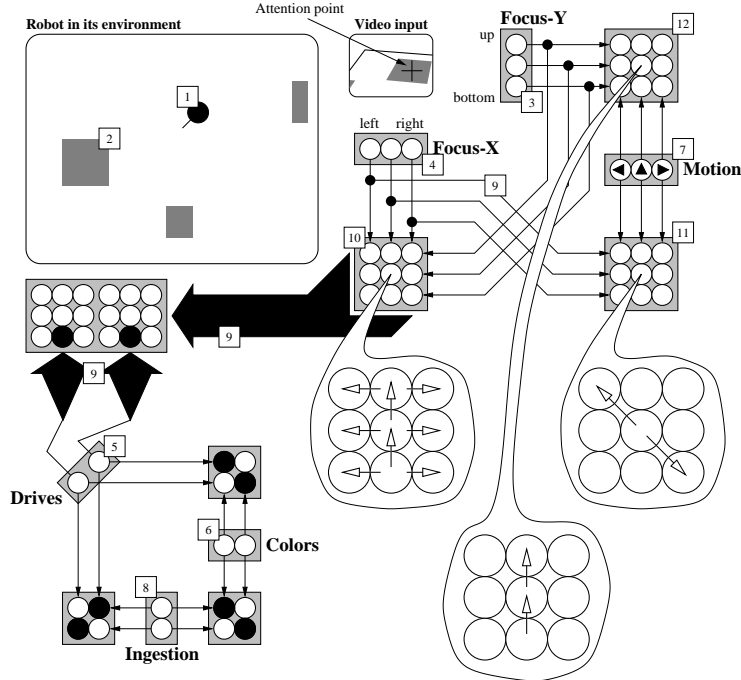 Attention point
Robot in its environment
Video input
Focus-Y
12
up
1
bottom
3
2
left right
Focus-X
4
7
9
Motion
10
11
9
9
5
Drives
6
Colors
8
Ingestion